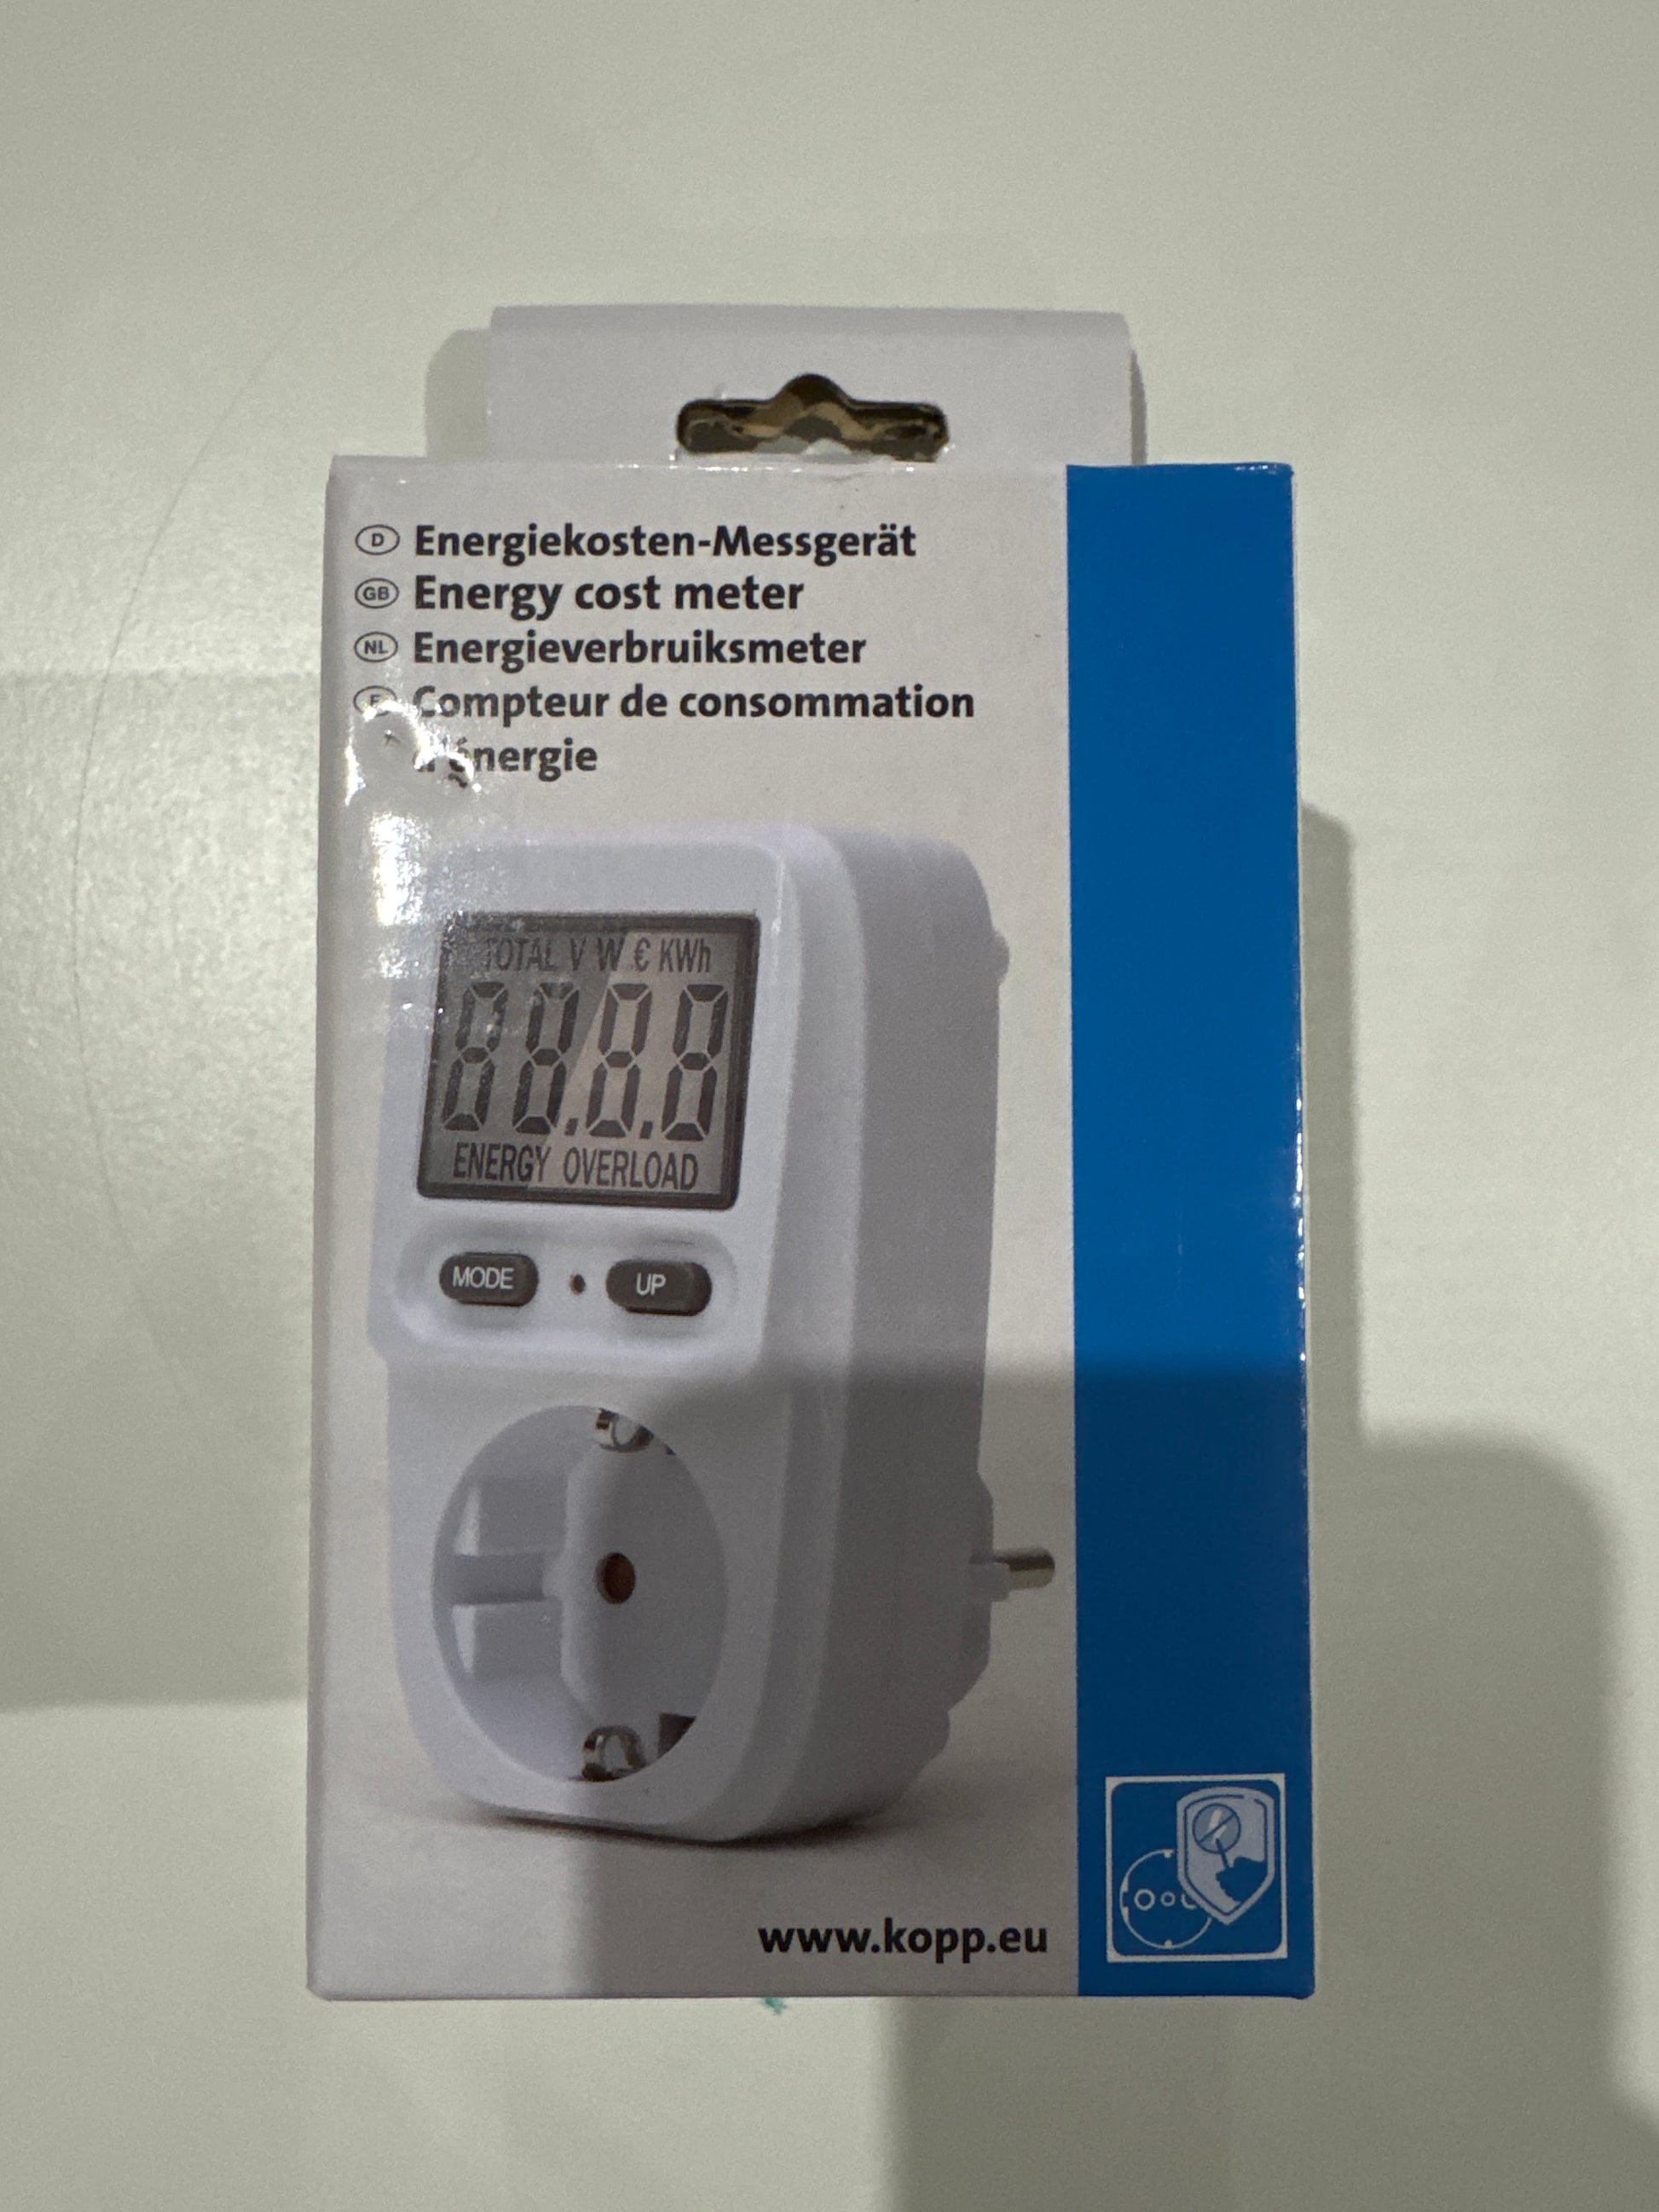 D Energiekosten-Messgerät
GB Energy cost meter
NL Energieverbruiksmeter
F Compteur de consommation
d'énergie
TOTAL V W € KWh
88.8.8
ENERGY OVERLOAD
MODE UP
www.kopp.eu